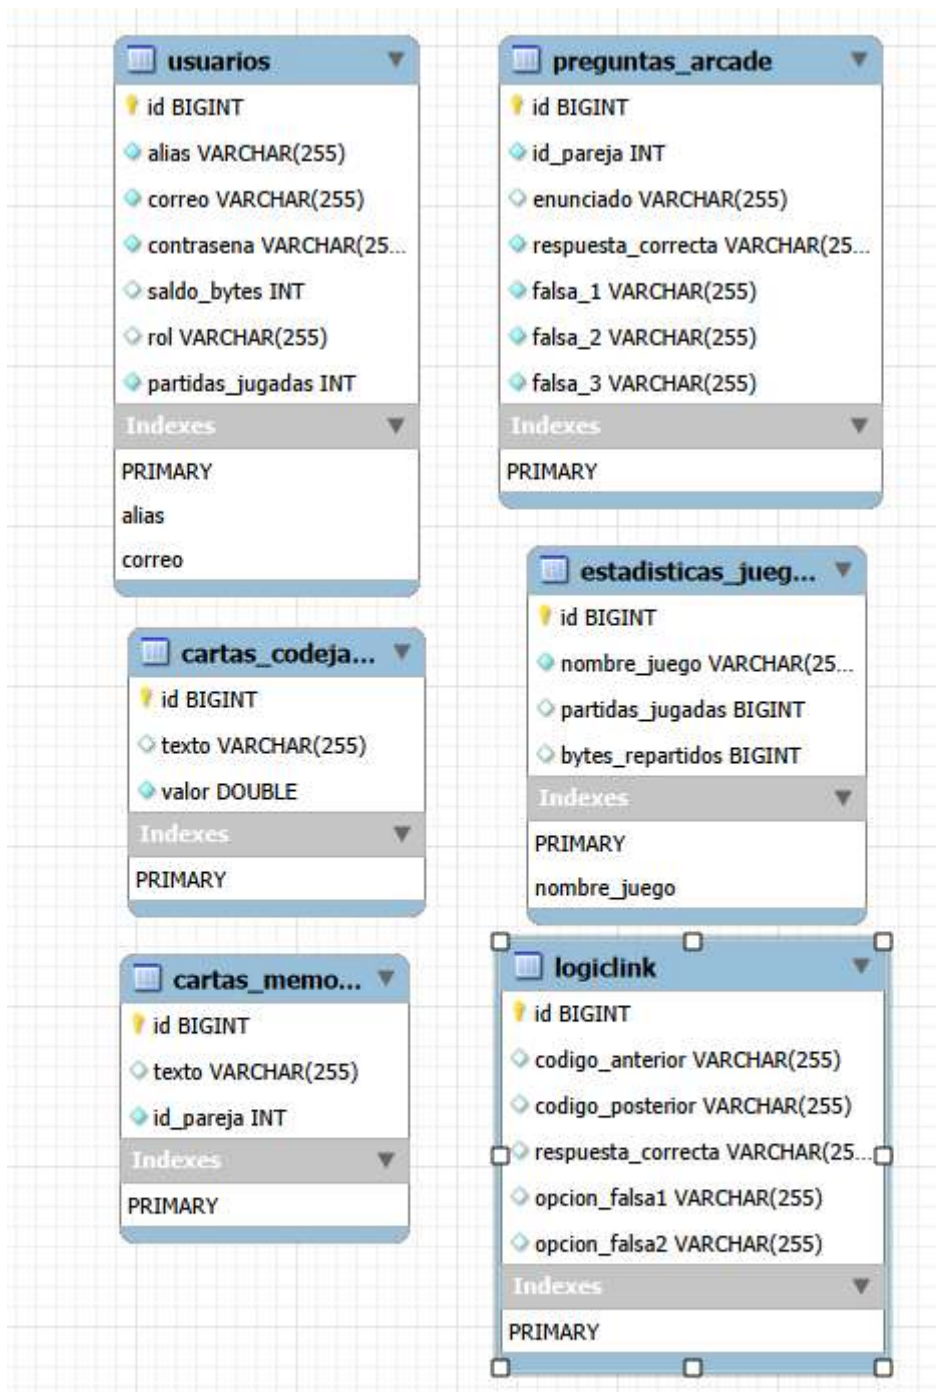 usuarios
id BIGINT
alias VARCHAR(255)
correo VARCHAR(255)
contrasena VARCHAR(25...
saldo_bytes INT
rol VARCHAR(255)
partidas_jugadas INT
Indexes
PRIMARY
alias
correo
preguntas_arcade
id BIGINT
id_pareja INT
enunciado VARCHAR(255)
respuesta_correcta VARCHAR(25...
falsa_1 VARCHAR(255)
falsa_2 VARCHAR(255)
falsa_3 VARCHAR(255)
Indexes
PRIMARY
cartas_codeja...
id BIGINT
texto VARCHAR(255)
valor DOUBLE
Indexes
PRIMARY
estadisticas_jueg...
id BIGINT
nombre_juego VARCHAR(25...
partidas_jugadas BIGINT
bytes_repartidos BIGINT
Indexes
PRIMARY
nombre_juego
cartas_memo...
id BIGINT
texto VARCHAR(255)
id_pareja INT
Indexes
PRIMARY
logiclink
id BIGINT
codigo_anterior VARCHAR(255)
codigo_posterior VARCHAR(255)
respuesta_correcta VARCHAR(25...
opcion_falsa1 VARCHAR(255)
opcion_falsa2 VARCHAR(255)
Indexes
PRIMARY